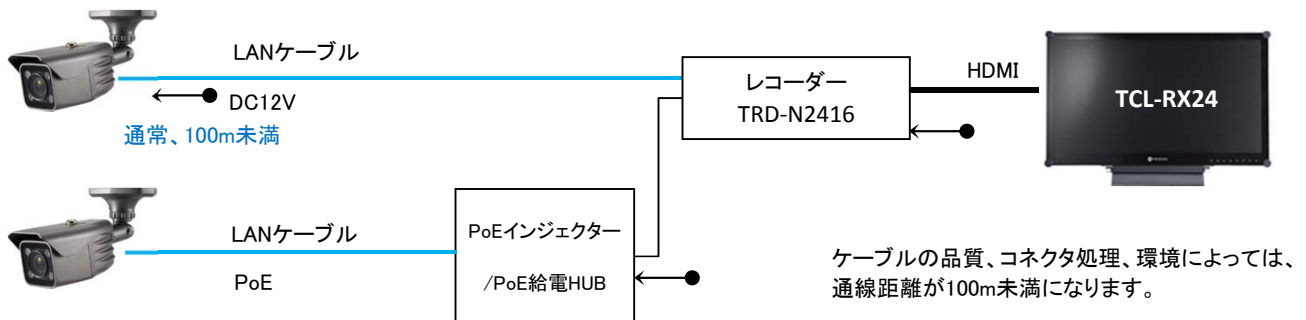 LANケーブル
DC12V
通常、100m未満
レコーダー
TRD-N2416
HDMI
TCL-RX24
LANケーブル
PoE
PoEインジェクター
/PoE給電HUB
ケーブルの品質、コネクタ処理、環境によっては、
通線距離が100m未満になります。